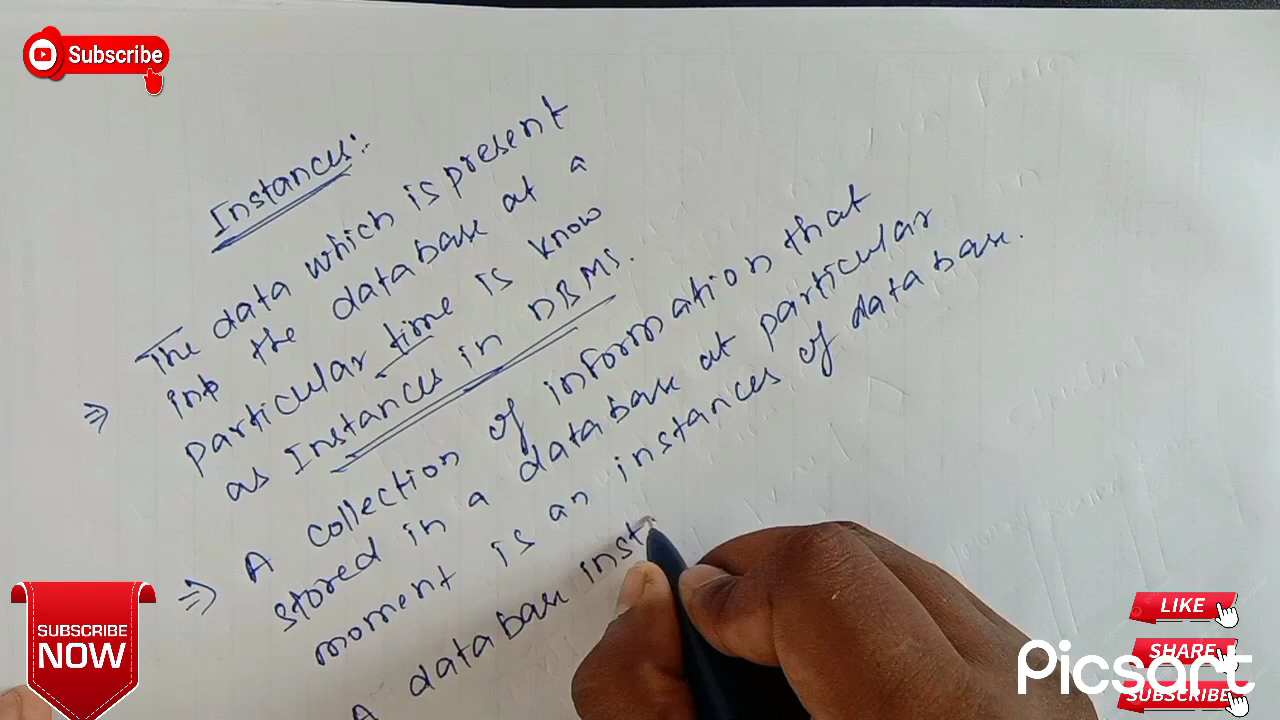 Subscribe
Instances:-
The data which is present
into the database at a
particular time is know
as Instances in DBMS.
⇒ A collection of information that
stored in a database at particular
moment is an instances of database.
⇒ A database inst
SUBSCRIBE
NOW
LIKE
SHARE
SUBSCRIBE
Picsart